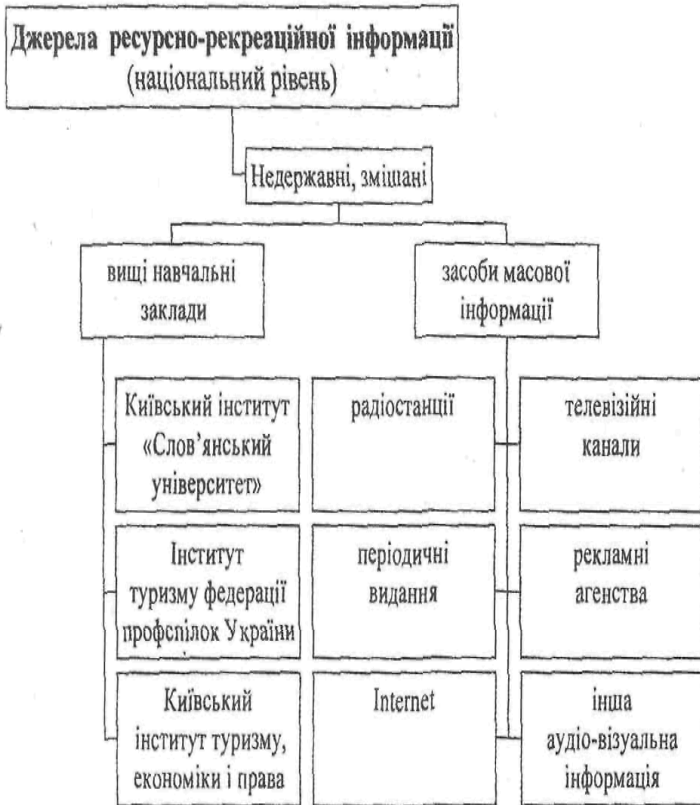 Джерела ресурсно-рекреаційної інформації
(національний рівень)
Недержавні, змішані
вищі навчальні
заклади
засоби масової
інформації
Київський інститут
«Слов’янський
університет»
радіостанції
телевізійні
канали
Інститут
туризму федерації
профспілок України
періодичні
видання
рекламні
агенства
Київський
інститут туризму,
економіки і права
Internet
інша
аудіо-візуальна
інформація